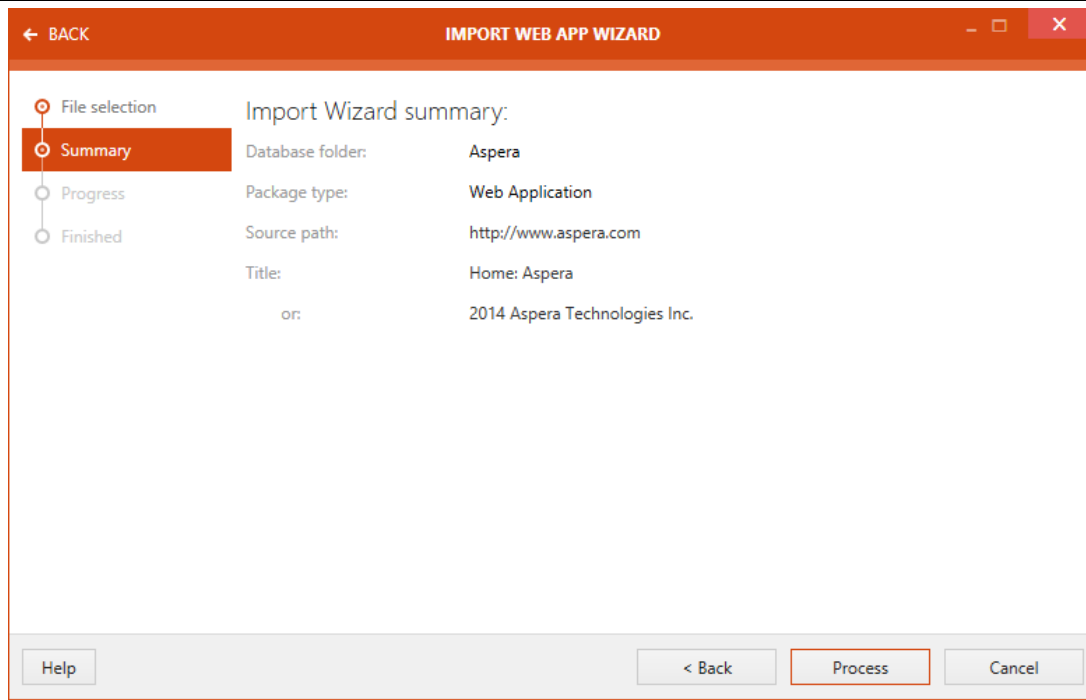 BACK
IMPORT WEB APP WIZARD
File selection
Summary
Progress
Finished
Import Wizard summary:
Database folder: Aspera
Package type: Web Application
Source path: http://www.aspera.com
Title: Home: Aspera
or: 2014 Aspera Technologies Inc.
Help
< Back
Process
Cancel